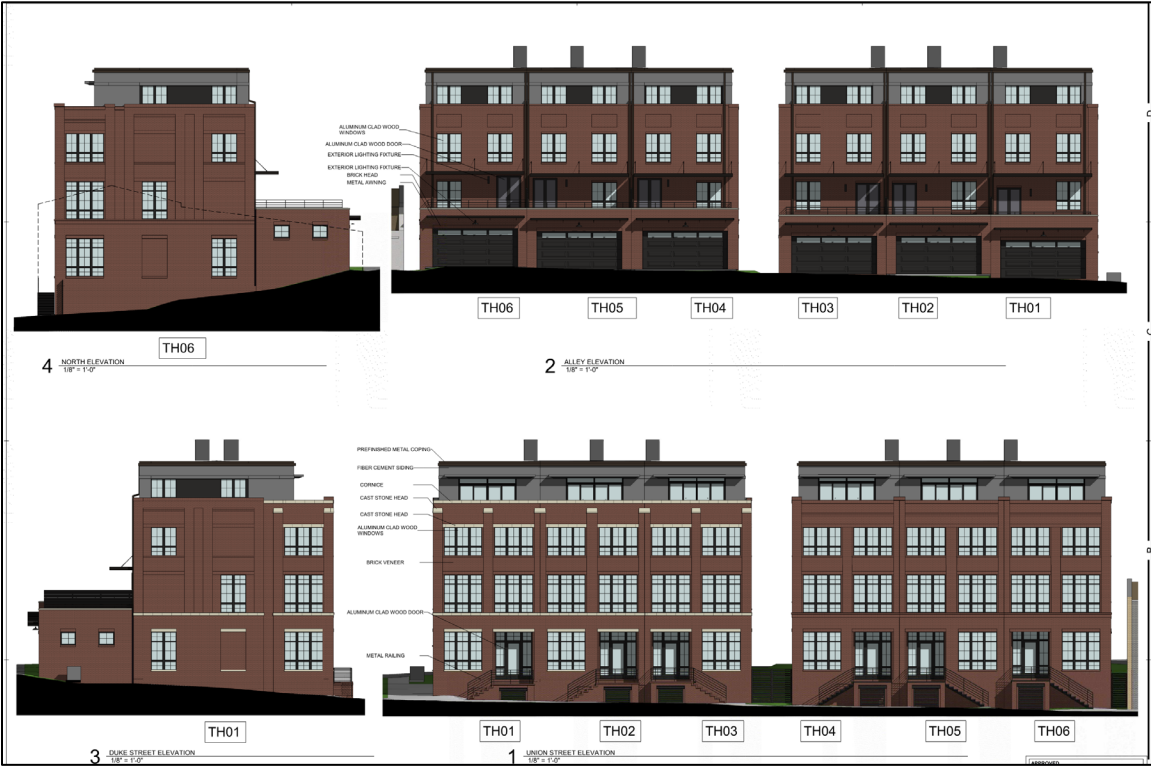 ALUMINUM CLAD WOOD
WINDOWS
ALUMINUM CLAD WOOD DOOR
EXTERIOR LIGHTING FIXTURE
EXTERIOR LIGHTING FIXTURE
BRICK HEAD
METAL AWNING
TH06
TH05
TH04
TH03
TH02
TH01
TH06
4 NORTH ELEVATION
1/8" = 1'-0"
2 ALLEY ELEVATION
1/8" = 1'-0"
PREFINISHED METAL COPING
FIBER CEMENT SIDING
CORNICE
CAST STONE HEAD
CAST STONE HEAD
ALUMINUM CLAD WOOD
WINDOWS
BRICK VENEER
ALUMINUM CLAD WOOD DOOR
METAL RAILING
TH01
TH01
TH02
TH03
TH04
TH05
TH06
3 DUKE STREET ELEVATION
1/8" = 1'-0"
1 UNION STREET ELEVATION
1/8" = 1'-0"
APPROVED